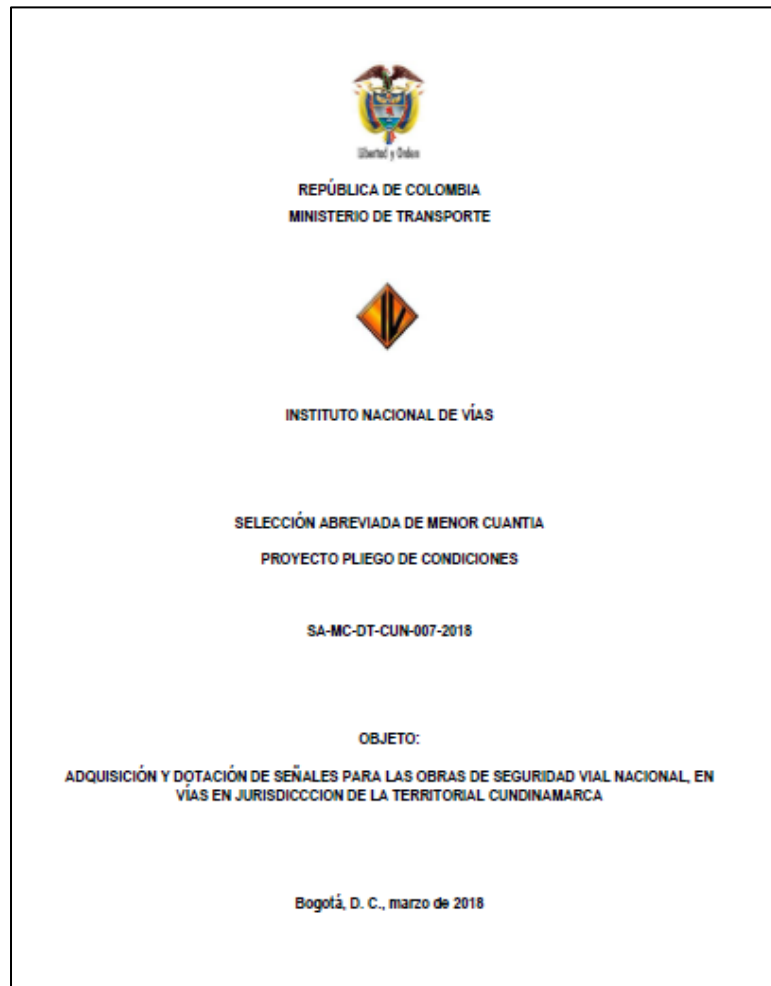 Libertad y Orden
REPÚBLICA DE COLOMBIA
MINISTERIO DE TRANSPORTE
INSTITUTO NACIONAL DE VÍAS
SELECCIÓN ABREVIADA DE MENOR CUANTIA
PROYECTO PLIEGO DE CONDICIONES
SA-MC-DT-CUN-007-2018
OBJETO:
ADQUISICIÓN Y DOTACIÓN DE SEÑALES PARA LAS OBRAS DE SEGURIDAD VIAL NACIONAL, EN
VÍAS EN JURISDICCCION DE LA TERRITORIAL CUNDINAMARCA
Bogotá, D. C., marzo de 2018